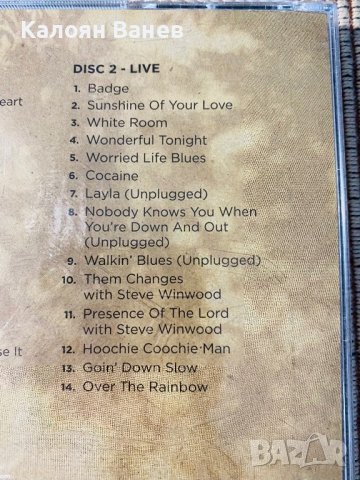 Калоян Ванев
eart
se It
DISC 2 - LIVE
1. Badge
2. Sunshine Of Your Love
3. White Room
4. Wonderful Tonight
5. Worried Life Blues
6. Cocaine
7. Layla (Unplugged)
8. Nobody Knows You When
You're Down And Out
(Unplugged)
9. Walkin' Blues (Unplugged)
10. Them Changes
with Steve Winwood
11. Presence Of The Lord
with Steve Winwood
12. Hoochie Coochie Man
13. Goin' Down Slow
14. Over The Rainbow
BAZAR